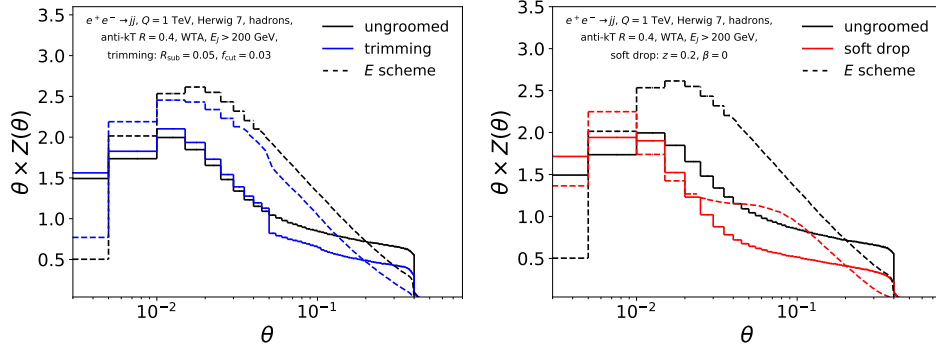 e⁺e⁻ → jj, Q = 1 TeV, Herwig 7, hadrons,
anti-kT R = 0.4, WTA, E_J > 200 GeV,
trimming: R_sub = 0.05, f_cut = 0.03
ungroomed
trimming
E scheme
3.5
3.0
2.5
2.0
1.5
1.0
0.5
θ × Z(θ)
10⁻² 10⁻¹
θ
e⁺e⁻ → jj, Q = 1 TeV, Herwig 7, hadrons,
anti-kT R = 0.4, WTA, E_J > 200 GeV,
soft drop: z = 0.2, β = 0
ungroomed
soft drop
E scheme
3.5
3.0
2.5
2.0
1.5
1.0
0.5
θ × Z(θ)
10⁻² 10⁻¹
θ